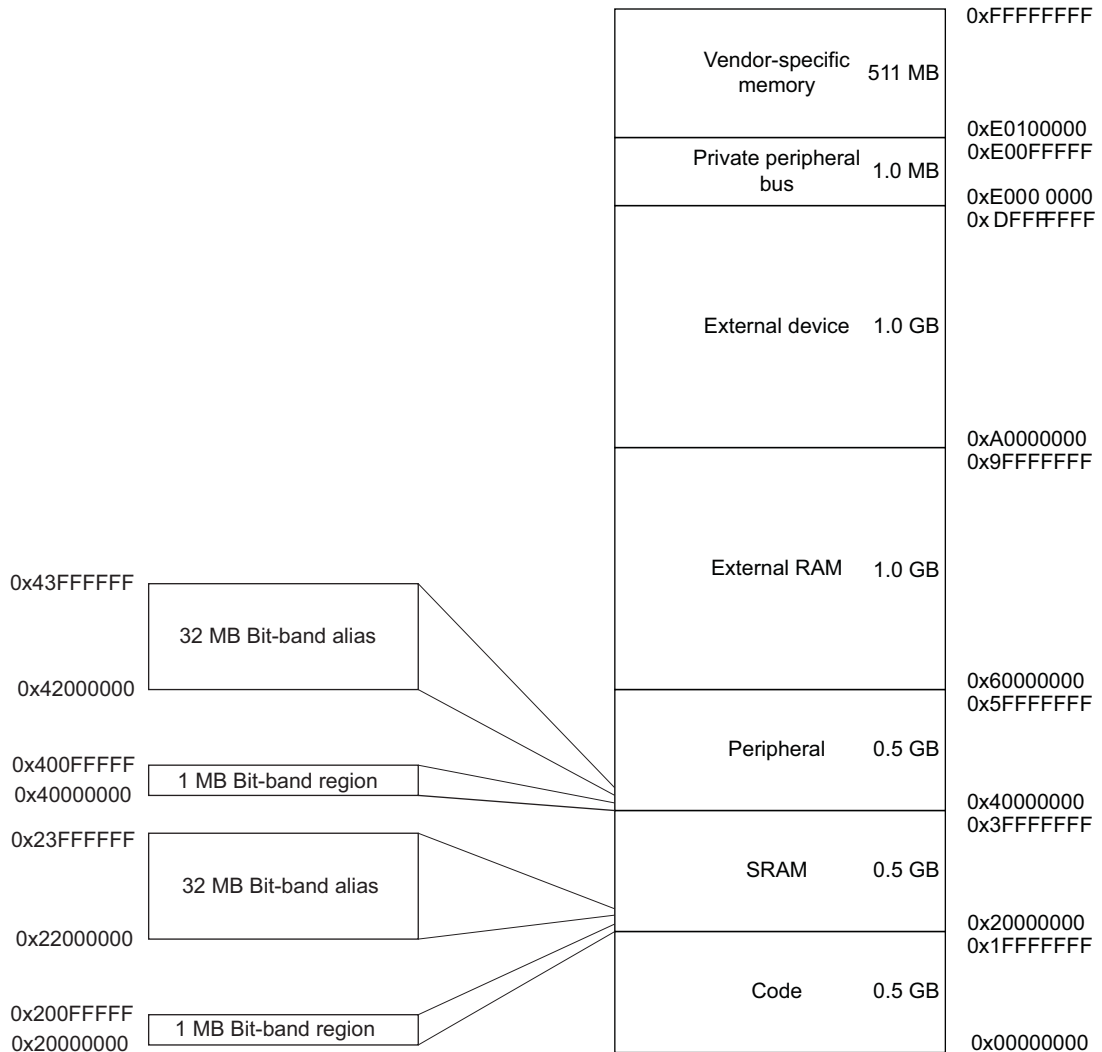 0xFFFFFFFF
Vendor-specific
memory
511 MB
0xE0100000
0xE00FFFFF
Private peripheral
bus
1.0 MB
0xE000 0000
0x DFFFFFFF
External device
1.0 GB
0xA0000000
0x9FFFFFFF
External RAM
1.0 GB
0x60000000
0x5FFFFFFF
Peripheral
0.5 GB
0x40000000
0x3FFFFFFF
SRAM
0.5 GB
0x20000000
0x1FFFFFFF
Code
0.5 GB
0x00000000
0x43FFFFFF
32 MB Bit-band alias
0x42000000
0x400FFFFF
1 MB Bit-band region
0x40000000
0x23FFFFFF
32 MB Bit-band alias
0x22000000
0x200FFFFF
1 MB Bit-band region
0x20000000